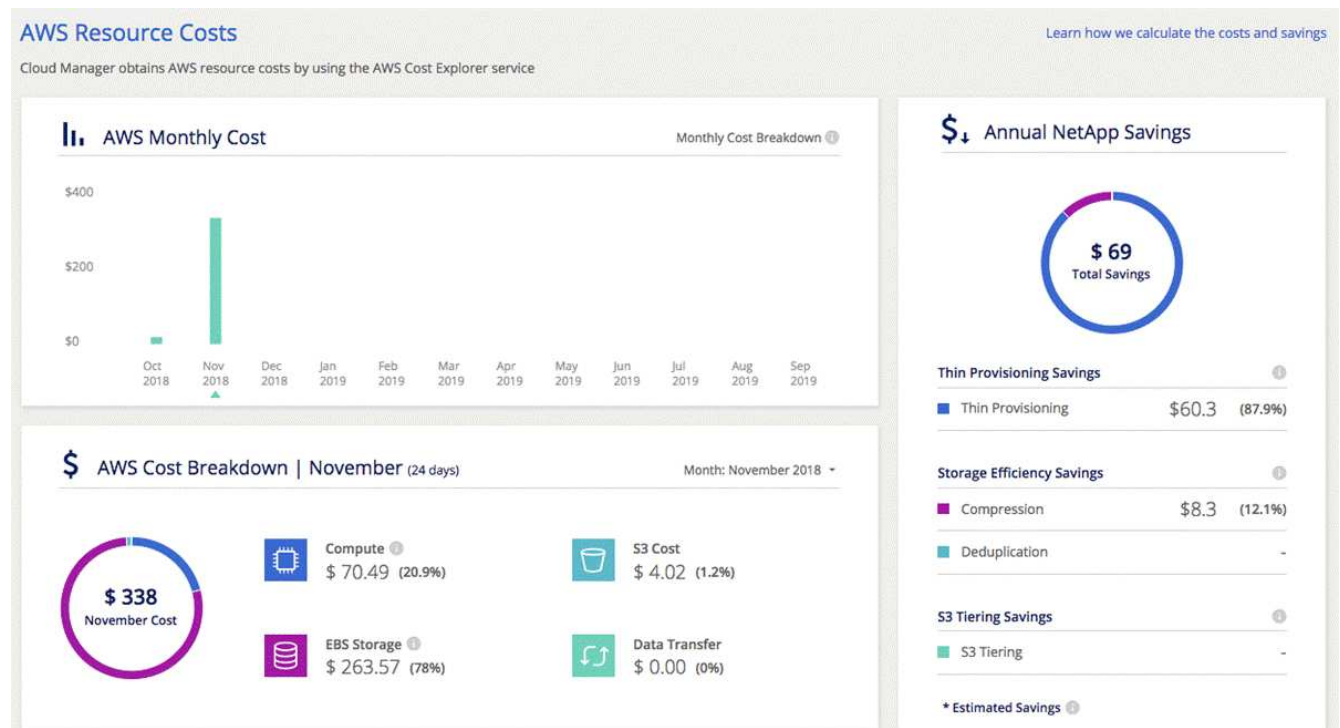 AWS Resource Costs
Learn how we calculate the costs and savings
Cloud Manager obtains AWS resource costs by using the AWS Cost Explorer service
AWS Monthly Cost
Monthly Cost Breakdown
$400
$200
$0
Oct Nov Dec Jan Feb Mar Apr May Jun Jul Aug Sep
2018 2018 2018 2019 2019 2019 2019 2019 2019 2019 2019 2019
AWS Cost Breakdown | November (24 days)
Month: November 2018
$ 338
November Cost
Compute
$ 70.49 (20.9%)
S3 Cost
$ 4.02 (1.2%)
EBS Storage
$ 263.57 (78%)
Data Transfer
$ 0.00 (0%)
Annual NetApp Savings
$ 69
Total Savings
Thin Provisioning Savings
Thin Provisioning $60.3 (87.9%)
Storage Efficiency Savings
Compression $8.3 (12.1%)
Deduplication -
S3 Tiering Savings
S3 Tiering -
* Estimated Savings